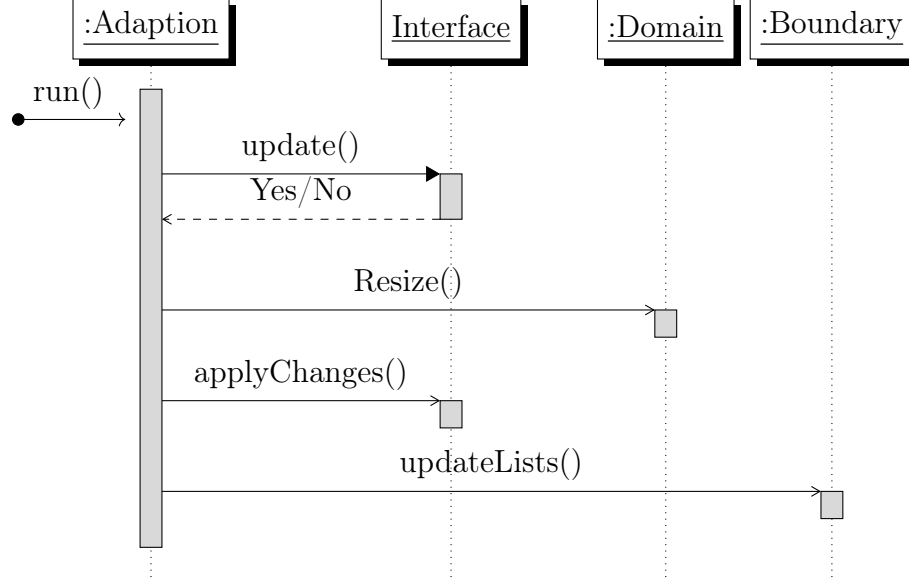 :Adaption
Interface
:Domain
:Boundary
run()
update()
Yes/No
Resize()
applyChanges()
updateLists()